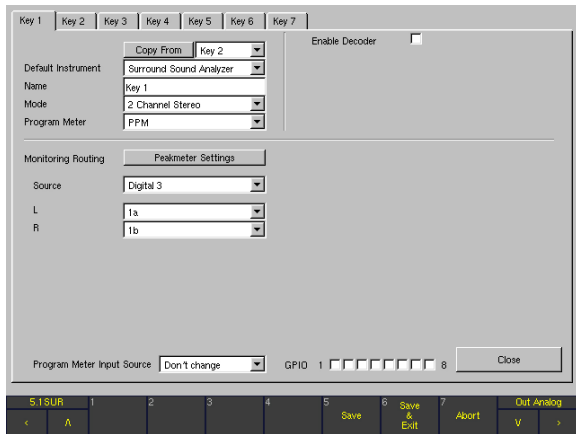 Key 1 Key 2 Key 3 Key 4 Key 5 Key 6 Key 7
Copy From Key 2 Enable Decoder
Default Instrument Surround Sound Analyzer
Name Key 1
Mode 2 Channel Stereo
Program Meter PPM
Monitoring Routing Peakmeter Settings
Source Digital 3
L 1a
R 1b
Program Meter Input Source Don't change GPIO 1 8 Close
5.1SUR 1 2 3 4 5 6 7 Out Analog
Save Save & Exit Abort
< Λ V >